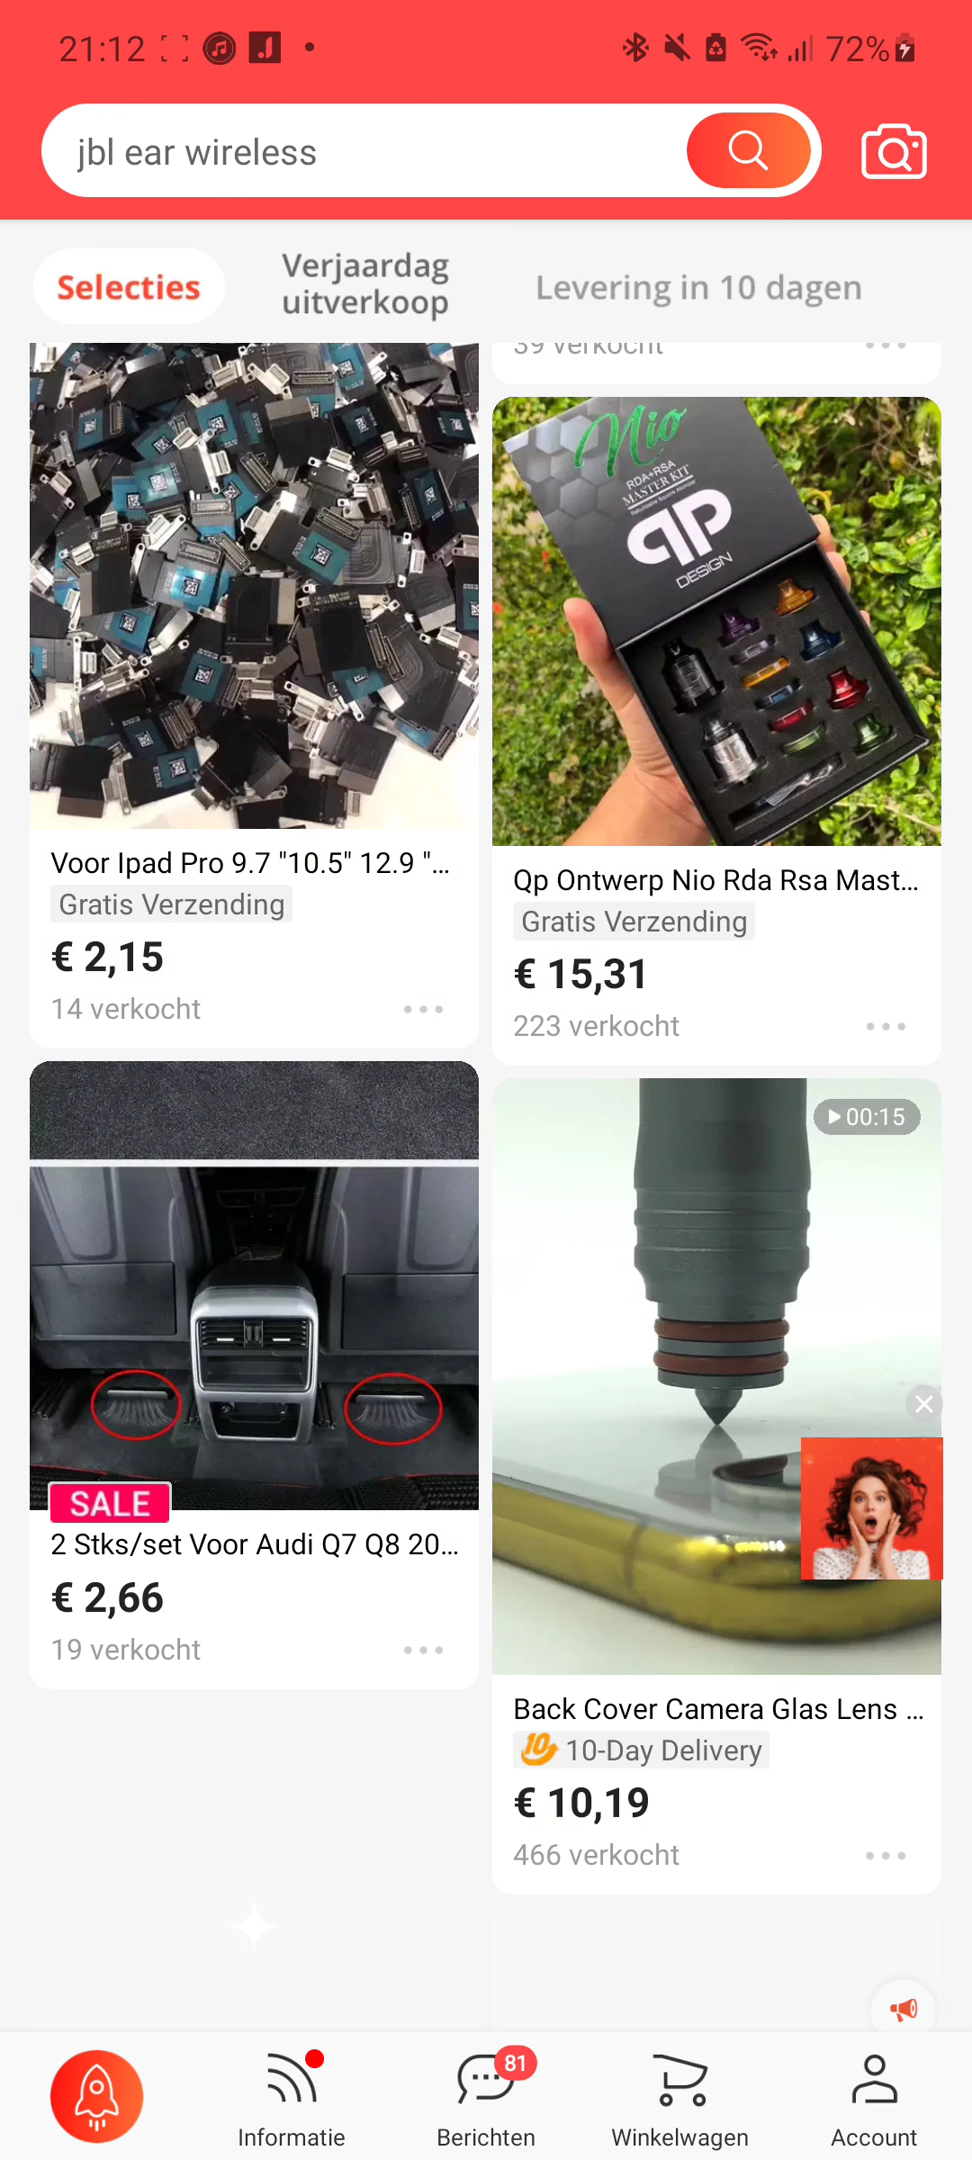 21:12
72%
jbl ear wireless
Selecties
Verjaardag
uitverkoop
Levering in 10 dagen
39 verkocht
Nio
RDA+RSA
MASTER KIT
QP
DESIGN
Voor Ipad Pro 9.7 "10.5" 12.9 "...
Gratis Verzending
€ 2,15
14 verkocht
Qp Ontwerp Nio Rda Rsa Mast...
Gratis Verzending
€ 15,31
223 verkocht
SALE
2 Stks/set Voor Audi Q7 Q8 20...
€ 2,66
19 verkocht
00:15
Back Cover Camera Glas Lens ...
10 10-Day Delivery
€ 10,19
466 verkocht
Informatie
81
Berichten
Winkelwagen
Account